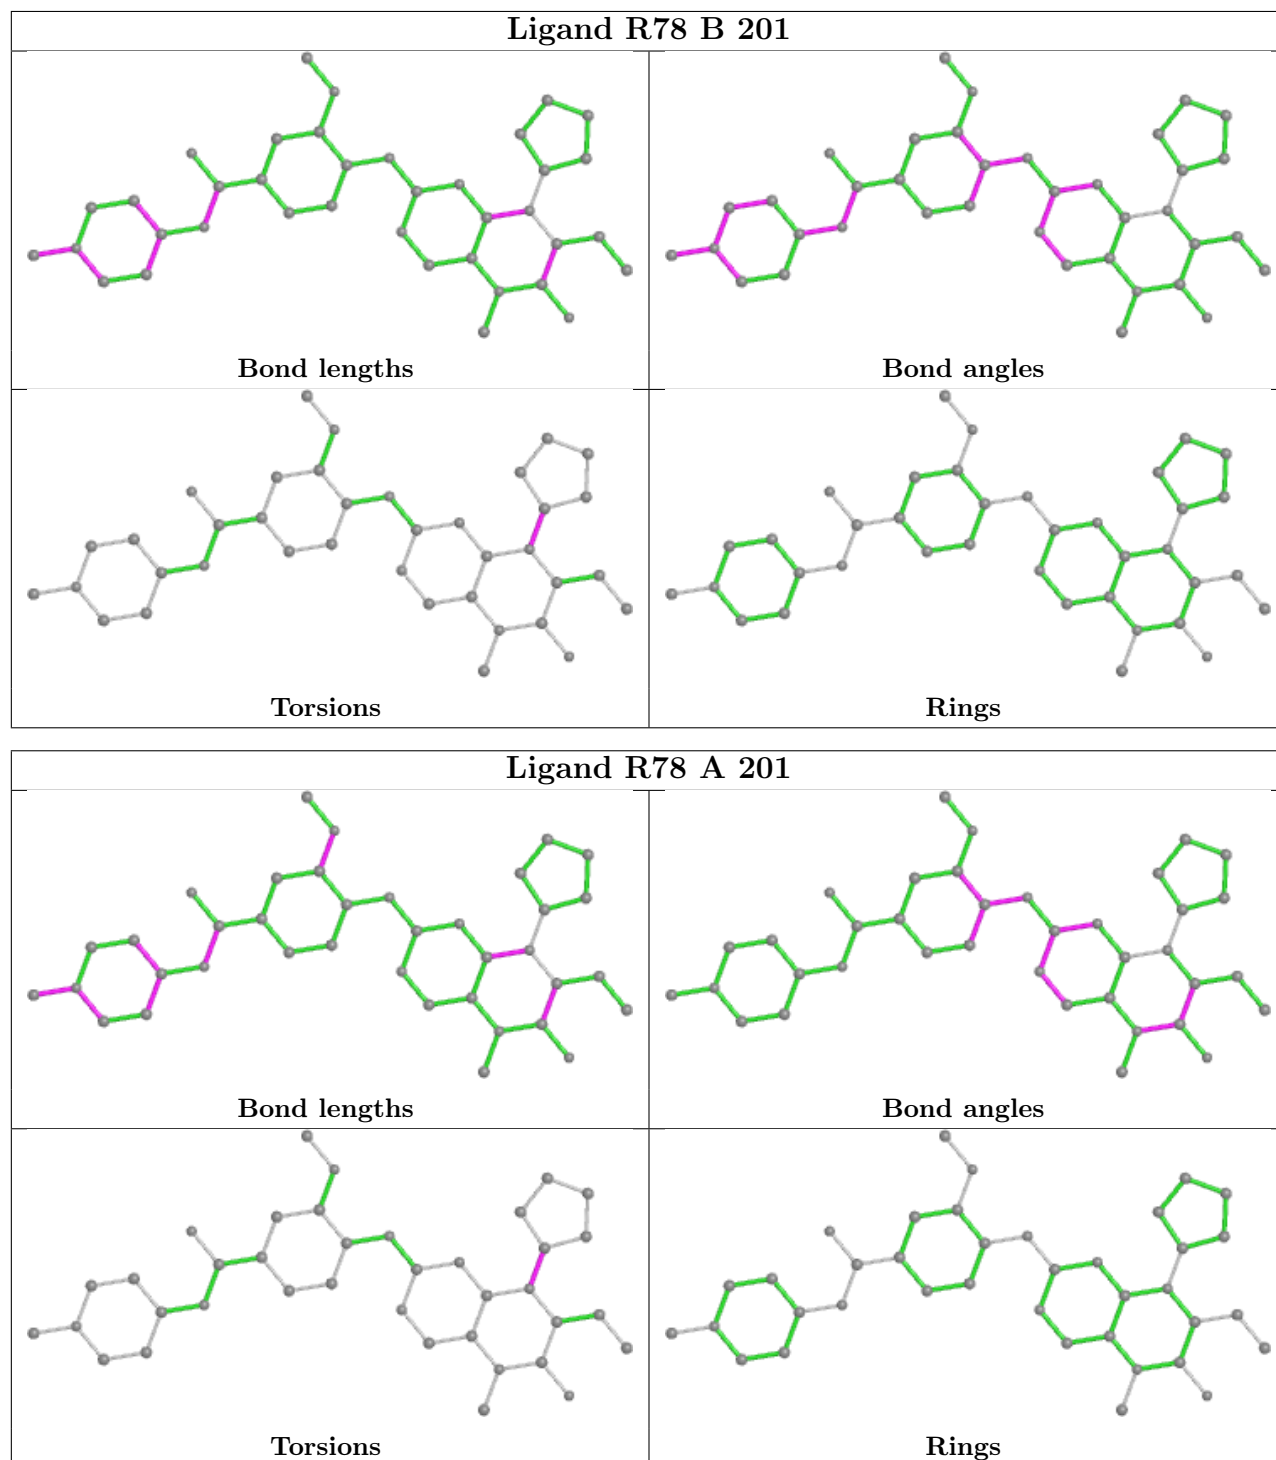 Ligand R78 B 201
Bond lengths
Bond angles
Torsions
Rings
Ligand R78 A 201
Bond lengths
Bond angles
Torsions
Rings